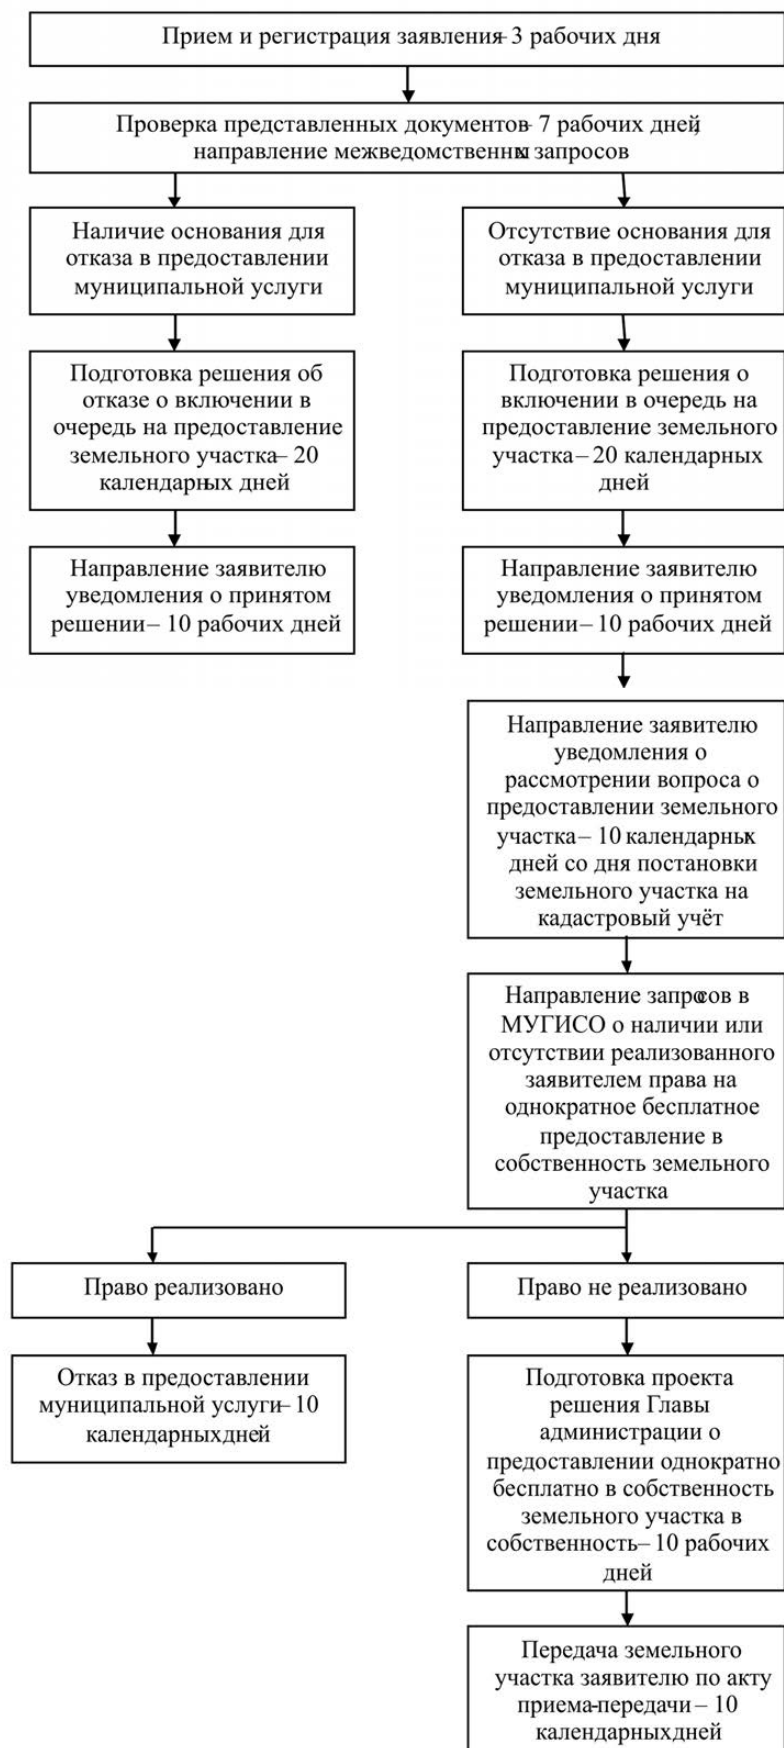 Прием и регистрация заявления – 3 рабочих дня
Проверка представленных документов – 7 рабочих дней,
направление межведомственных запросов
Наличие основания для
отказа в предоставлении
муниципальной услуги
Отсутствие основания для
отказа в предоставлении
муниципальной услуги
Подготовка решения об
отказе о включении в
очередь на предоставление
земельного участка – 20
календарных дней
Подготовка решения о
включении в очередь на
предоставление земельного
участка – 20 календарных
дней
Направление заявителю
уведомления о принятом
решении – 10 рабочих дней
Направление заявителю
уведомления о принятом
решении – 10 рабочих дней
Направление заявителю
уведомления о
рассмотрении вопроса о
предоставлении земельного
участка – 10 календарных
дней со дня постановки
земельного участка на
кадастровый учёт
Направление запросов в
МУГИСО о наличии или
отсутствии реализованного
заявителем права на
однократное бесплатное
предоставление в
собственность земельного
участка
Право реализовано
Право не реализовано
Отказ в предоставлении
муниципальной услуги – 10
календарных дней
Подготовка проекта
решения Главы
администрации о
предоставлении однократно
бесплатно в собственность
земельного участка в
собственность – 10 рабочих
дней
Передача земельного
участка заявителю по акту
приема-передачи – 10
календарных дней